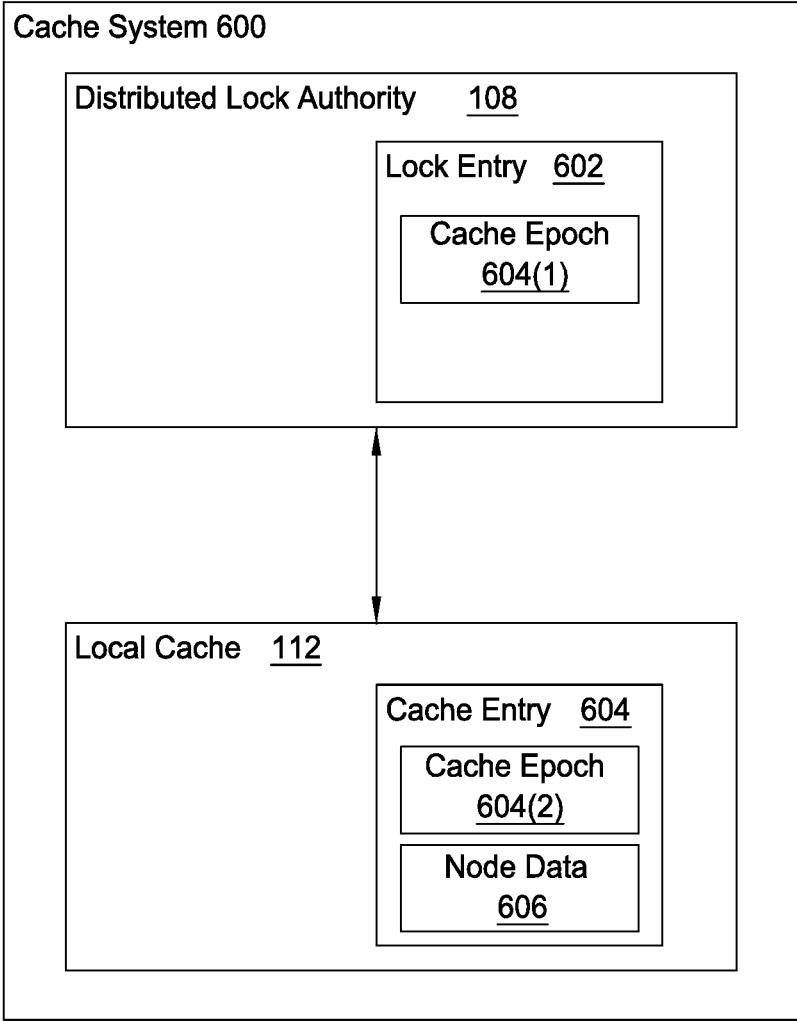 Cache System 600
Distributed Lock Authority 108
Lock Entry 602
Cache Epoch
604(1)
Local Cache 112
Cache Entry 604
Cache Epoch
604(2)
Node Data
606